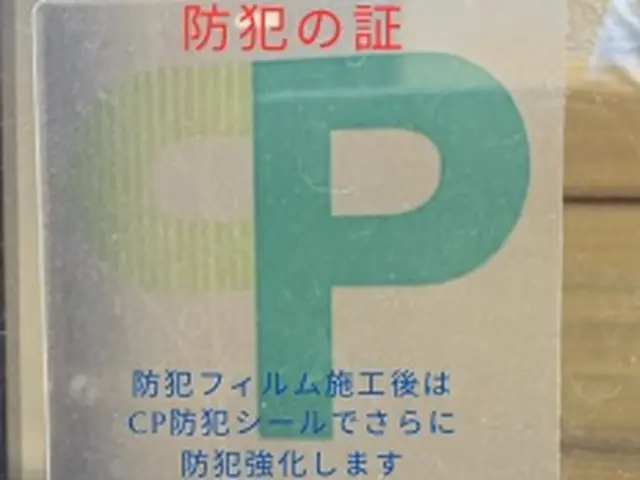 防犯の証
CP
防犯フィルム施工後は
CP防犯シールでさらに
防犯強化します